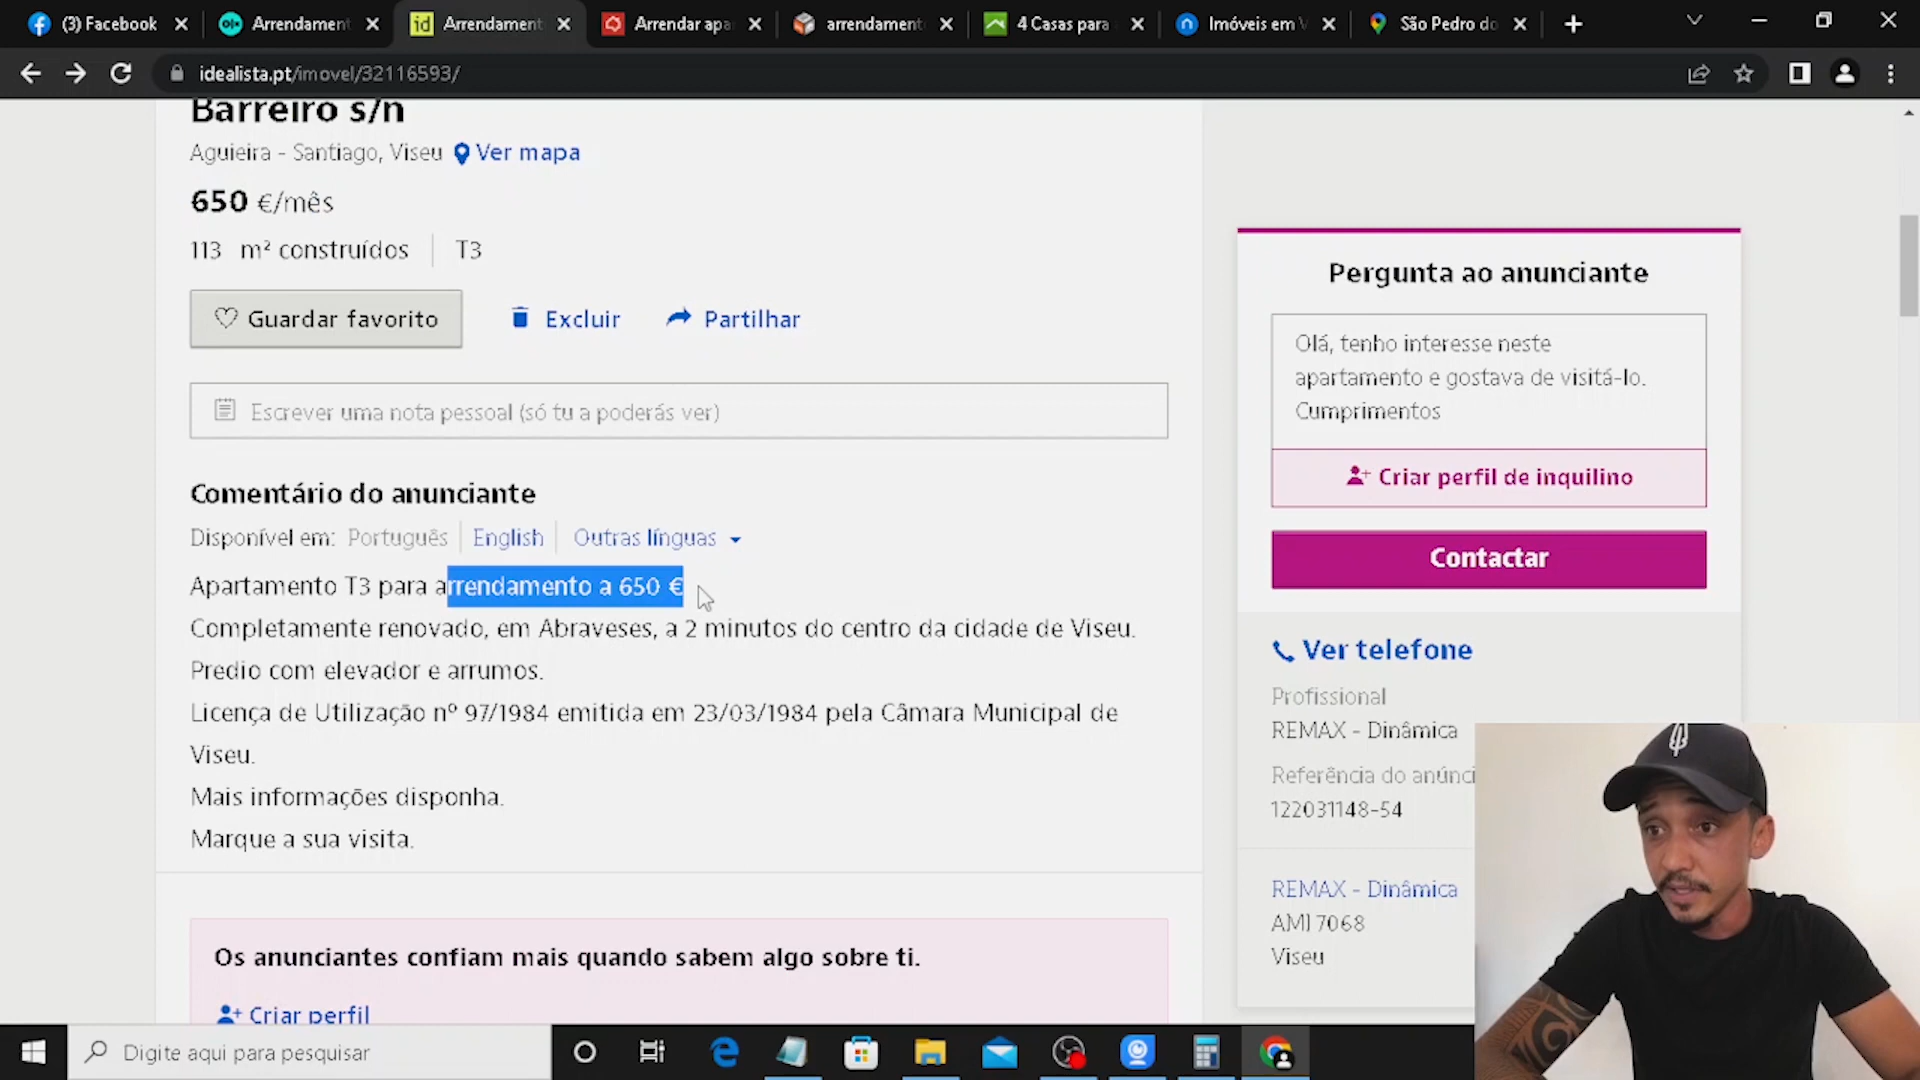 (3) Facebook
Arrendament
Arrendament
Arrendar apa
arrendament
4 Casas para
Imóveis em V
São Pedro do
idealista.pt/imovel/32116593/
Barreiro s/n
Aguieira - Santiago, Viseu Ver mapa
650 €/mês
113 m² construídos T3
Guardar favorito Excluir Partilhar
Escrever uma nota pessoal (só tu a poderás ver)
Comentário do anunciante
Disponível em: Português English Outras línguas
Apartamento T3 para arrendamento a 650 €
Completamente renovado, em Abraveses, a 2 minutos do centro da cidade de Viseu.
Predio com elevador e arrumos.
Licença de Utilização nº 97/1984 emitida em 23/03/1984 pela Câmara Municipal de
Viseu.
Mais informações disponha.
Marque a sua visita.
Os anunciantes confiam mais quando sabem algo sobre ti.
Criar perfil
Pergunta ao anunciante
Olá, tenho interesse neste
apartamento e gostava de visitá-lo.
Cumprimentos
Criar perfil de inquilino
Contactar
Ver telefone
Profissional
REMAX - Dinâmica
Referência do anúnci
122031148-54
REMAX - Dinâmica
AMI 7068
Viseu
Digite aqui para pesquisar